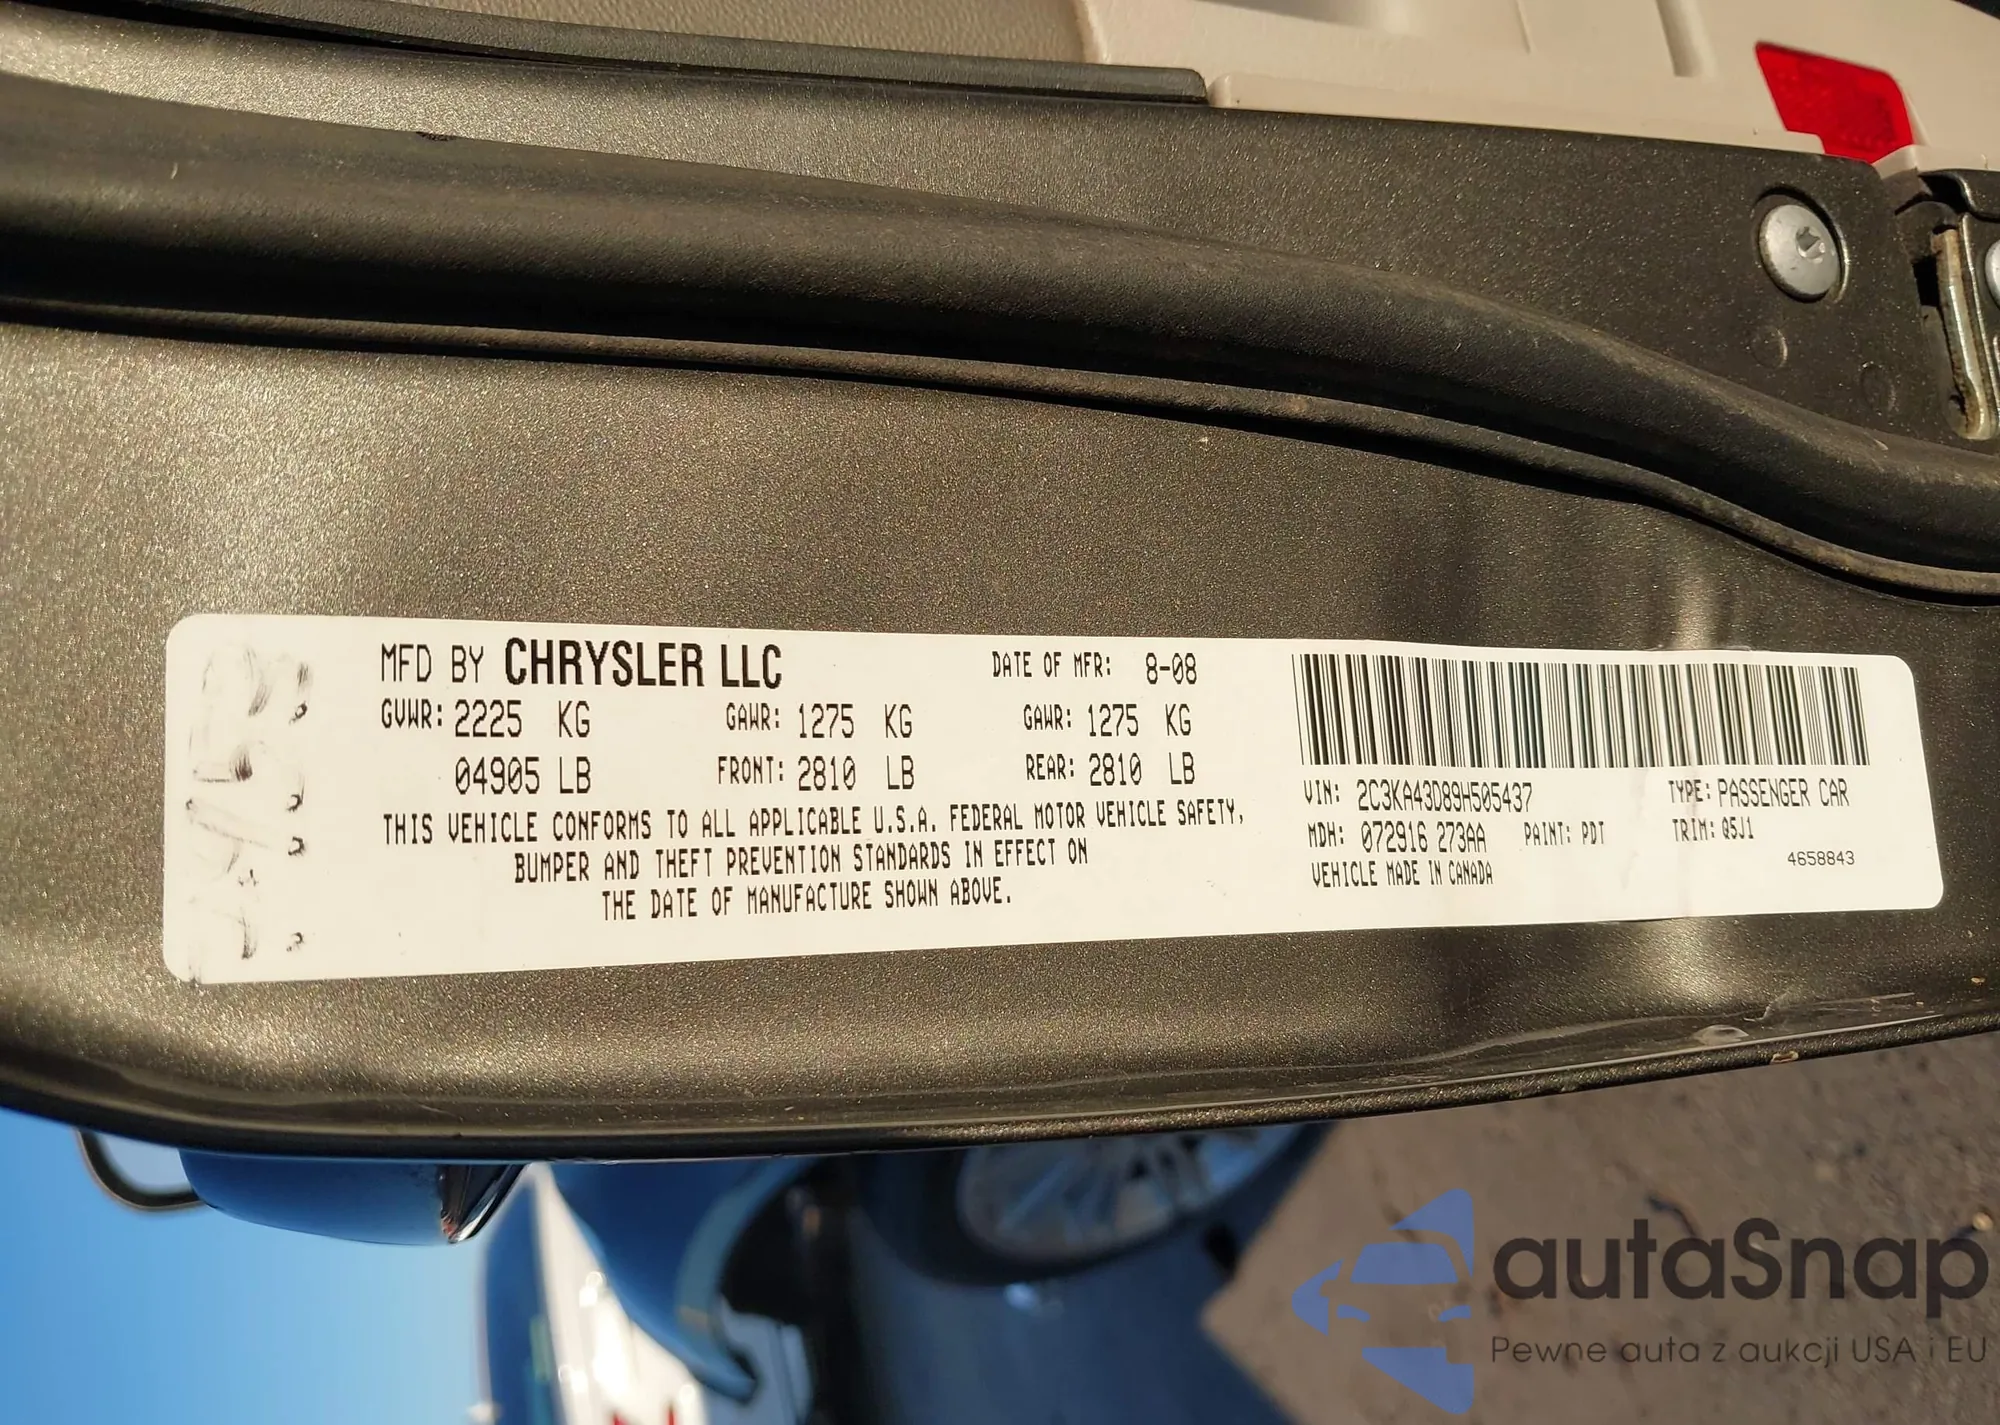 MFD BY CHRYSLER LLC DATE OF MFR: 8-08
GVWR: 2225 KG GAWR: 1275 KG GAWR: 1275 KG
04905 LB FRONT: 2810 LB REAR: 2810 LB
THIS VEHICLE CONFORMS TO ALL APPLICABLE U.S.A. FEDERAL MOTOR VEHICLE SAFETY,
BUMPER AND THEFT PREVENTION STANDARDS IN EFFECT ON
THE DATE OF MANUFACTURE SHOWN ABOVE.
VIN: 2C3KA43D89H505437 TYPE: PASSENGER CAR
MDH: 072916 273AA PAINT: PDT TRIM: Q5J1
VEHICLE MADE IN CANADA 4658843
autaSnap
Pewne auta z aukcji USA i EU